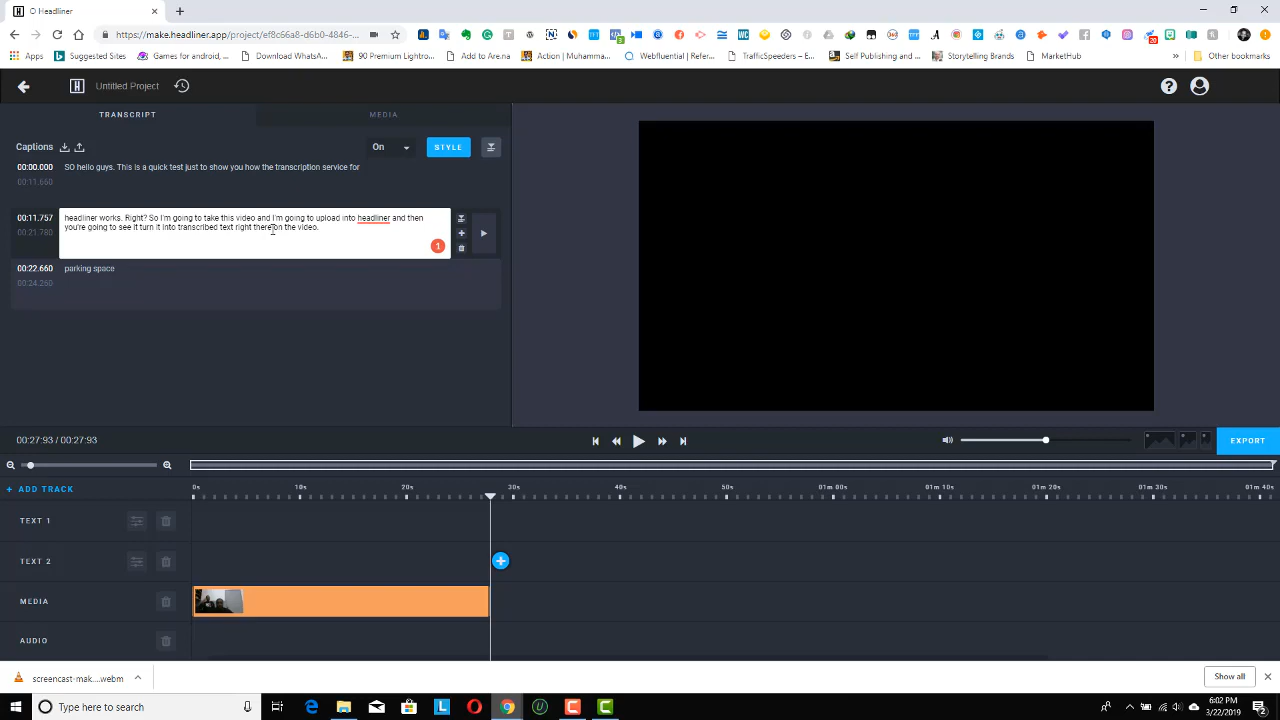 Headliner
https://make.headliner.app/project/ef8c66a8-d6b0-4846-...
Apps
Suggested Sites
Games for android, ...
Download WhatsA...
Add to Are.na
Action | Muhamma...
90 Premium Lightro...
Webfluential | Refer...
TrafficSpeeders – ...
Self Publishing and ...
Storytelling Brands
MarketHub
Other bookmarks
Untitled Project
TRANSCRIPT
MEDIA
Captions
On
STYLE
00:00.000
SO hello guys. This is a quick test just to show you how the transcription service for
00:11.660
00:11.757
headliner works. Right? So I'm going to take this video and I'm going to upload into headliner and then
00:21.780
you're going to see it turn it into transcribed text right there on the video.
1
00:22.660
parking space
00:24.260
00:27:93 / 00:27:93
EXPORT
+ ADD TRACK
0s
10s
20s
30s
40s
50s
01m 00s
01m 10s
01m 20s
01m 30s
01m 40s
TEXT 1
TEXT 2
MEDIA
AUDIO
screencast-mak....webm
Show all
Type here to search
6:02 PM
3/22/2019
2